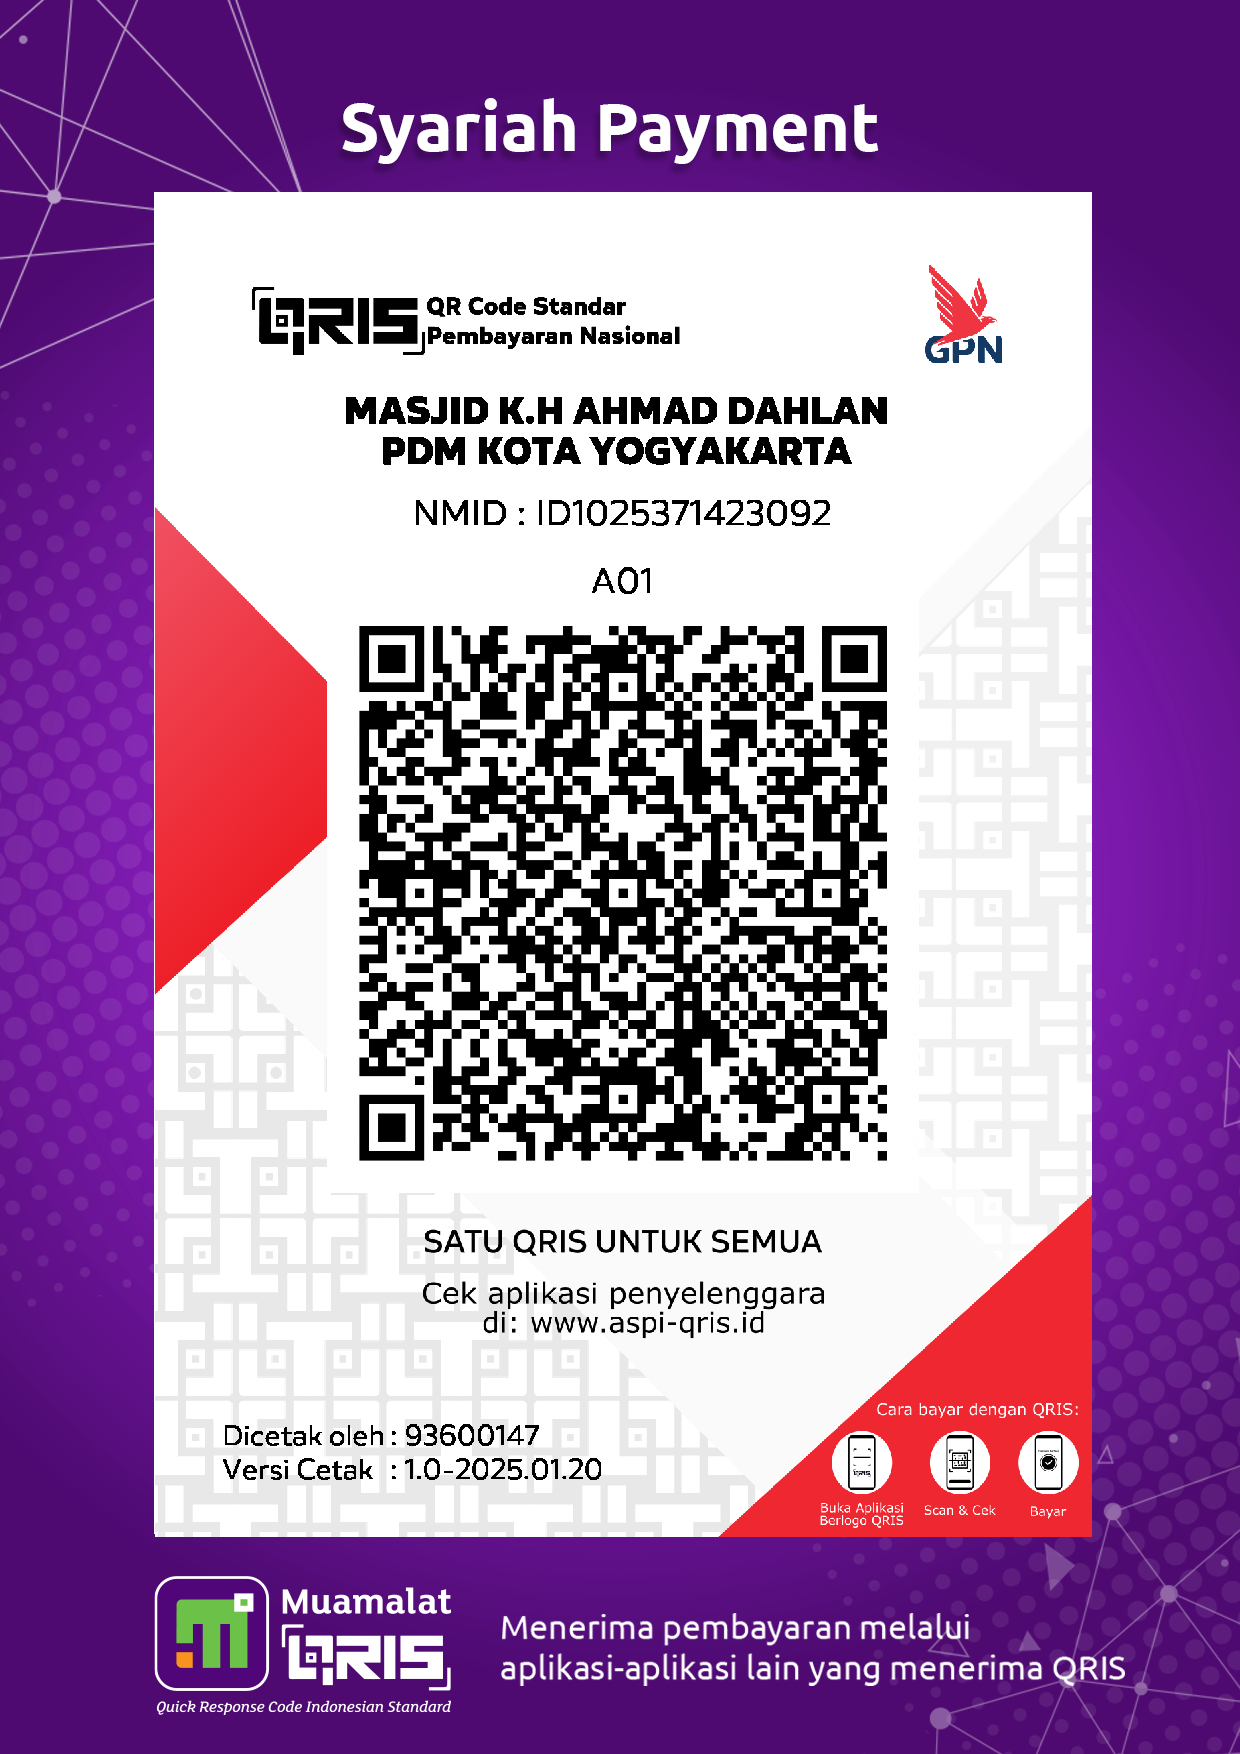 Syariah Payment
QRIS QR Code Standar
Pembayaran Nasional
GPN
MASJID K.H AHMAD DAHLAN
PDM KOTA YOGYAKARTA
NMID : ID1025371423092
A01
SATU QRIS UNTUK SEMUA
Cek aplikasi penyelenggara
di: www.aspi-qris.id
Dicetak oleh : 93600147
Versi Cetak : 1.0-2025.01.20
Cara bayar dengan QRIS:
QRIS
Buka Aplikasi
Berlogo QRIS
Scan & Cek
Bayar
Muamalat
QRIS
Quick Response Code Indonesian Standard
Menerima pembayaran melalui
aplikasi-aplikasi lain yang menerima QRIS